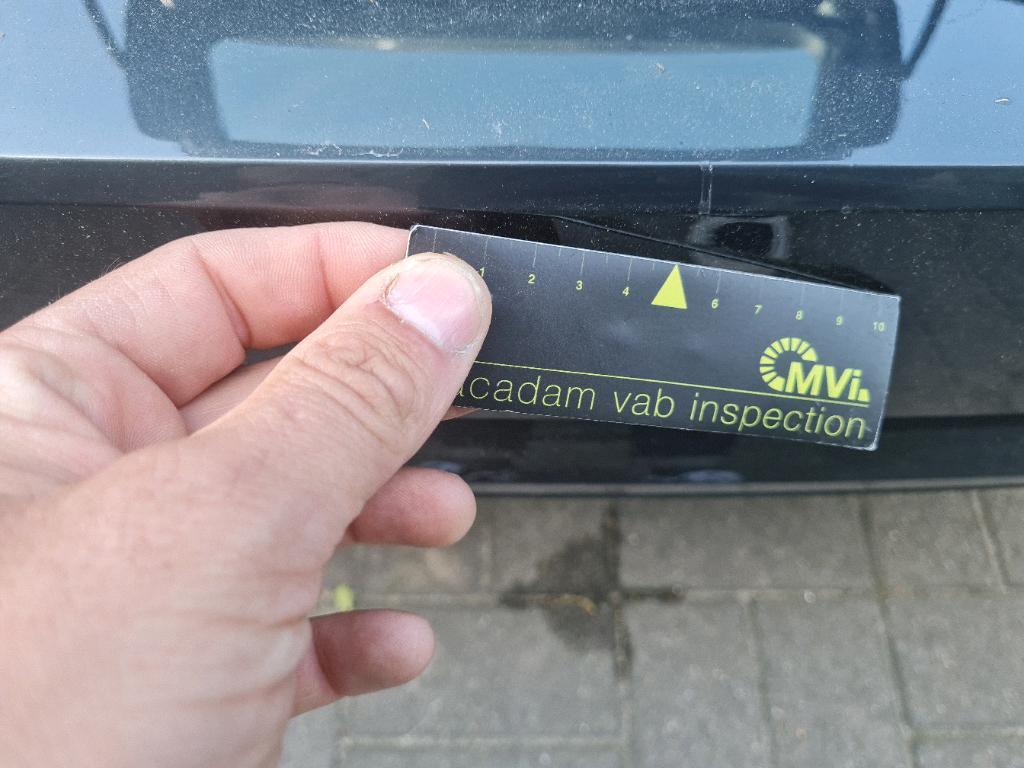 1 2 3 4 6 7 8 9 10
MVi
acadam vab inspection